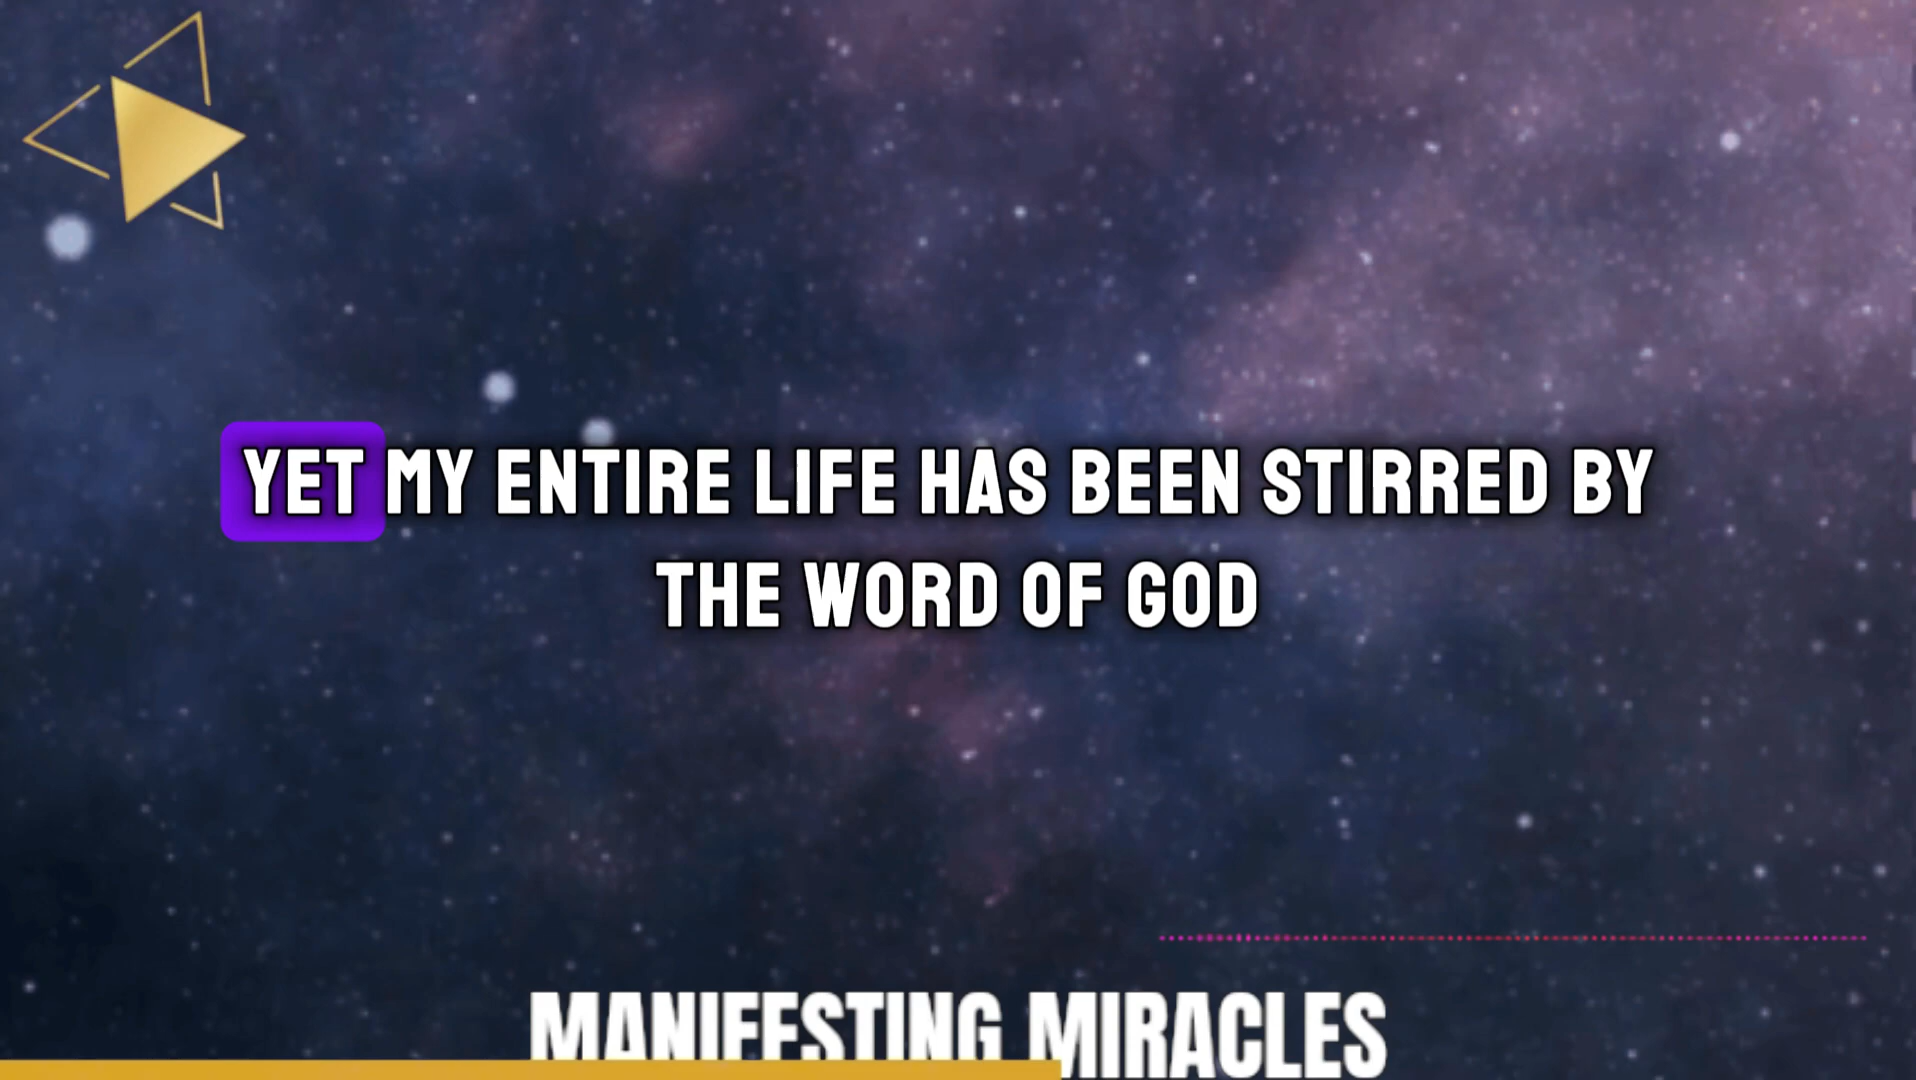 YET MY ENTIRE LIFE HAS BEEN STIRRED BY
THE WORD OF GOD
MANIFESTING MIRACLES